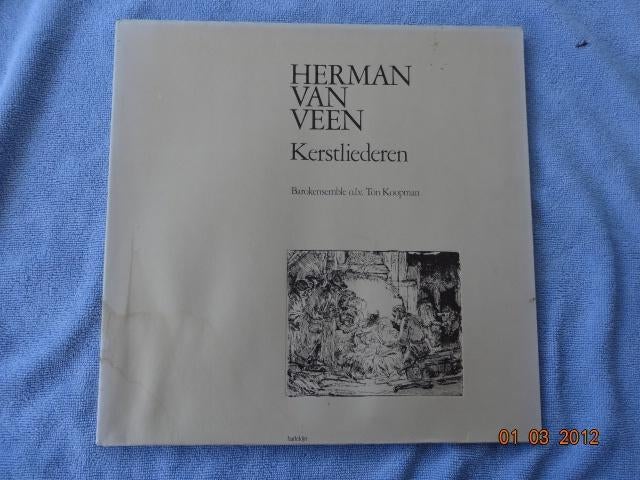 HERMAN
VAN
VEEN
Kerstliederen
Barokensemble o.l.v. Ton Koopman
harlekijn
01 03 2012